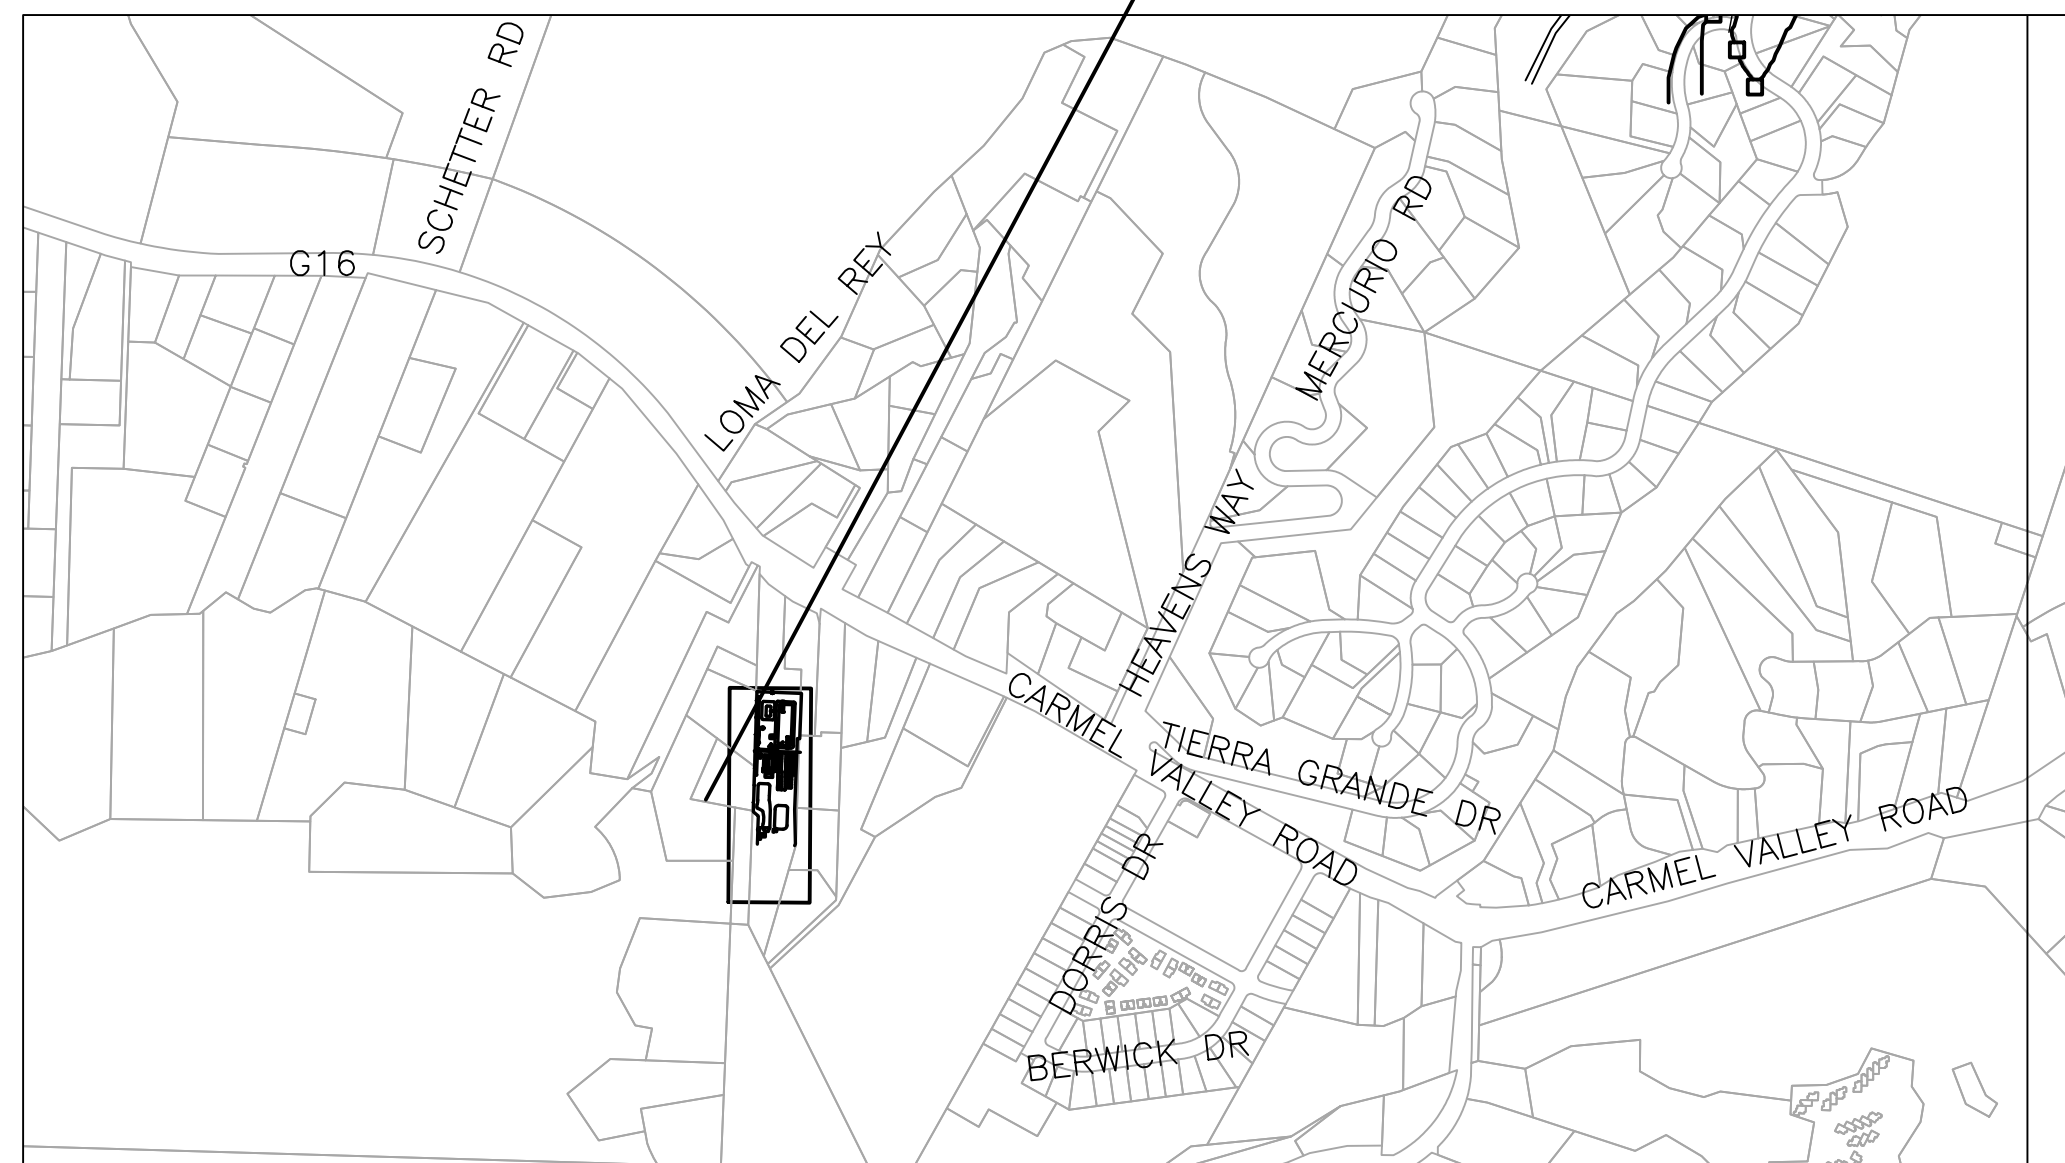 SCHETTER RD
G16
LOMA DEL REY
MERCURIO RD
HEAVENS WAY
CARMEL VALLEY ROAD
TIERRA GRANDE DR
CARMEL VALLEY ROAD
DORRIS DR
BERWICK DR